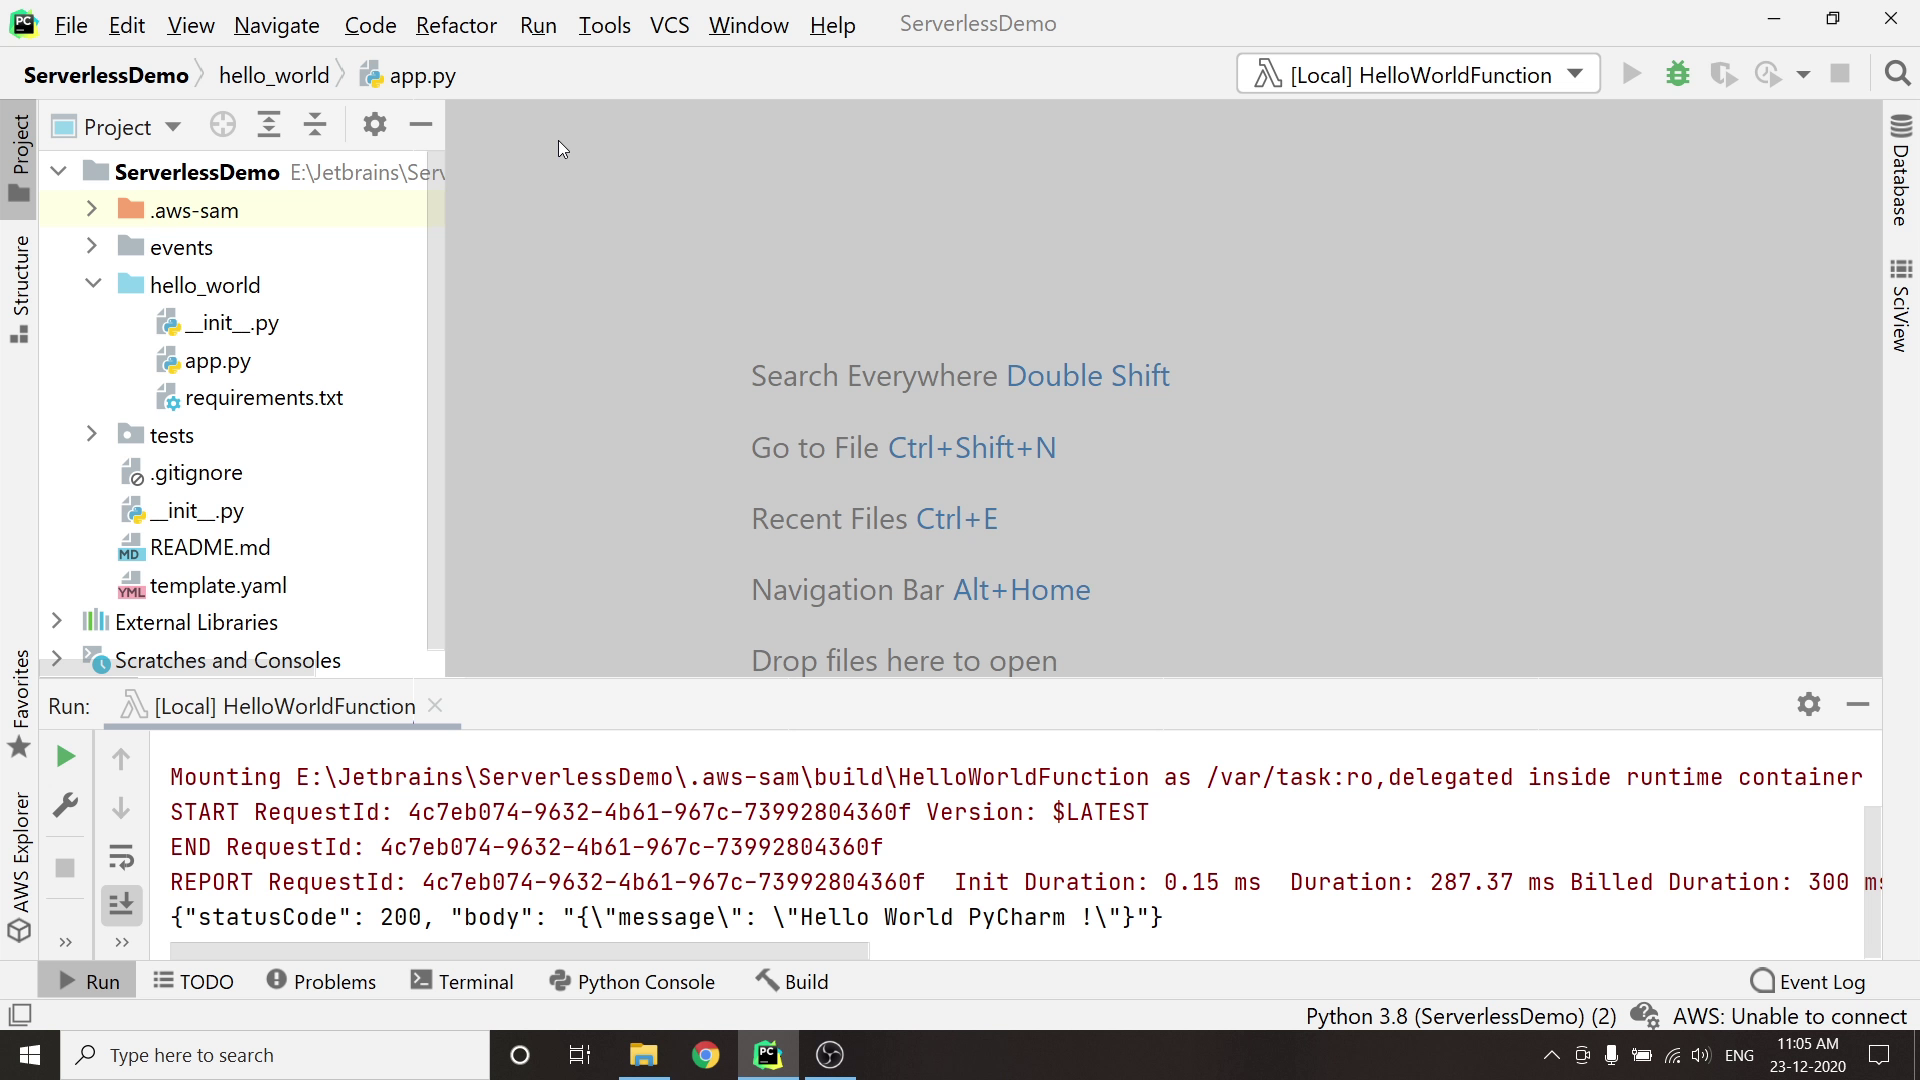 PC File Edit View Navigate Code Refactor Run Tools VCS Window Help ServerlessDemo
ServerlessDemo hello_world app.py [Local] HelloWorldFunction
Project
ServerlessDemo E:\Jetbrains\Serv
.aws-sam
events
hello_world
__init__.py
app.py
requirements.txt
tests
.gitignore
__init__.py
MD README.md
YML template.yaml
External Libraries
Scratches and Consoles
Project
Structure
Favorites
AWS Explorer
Search Everywhere Double Shift
Go to File Ctrl+Shift+N
Recent Files Ctrl+E
Navigation Bar Alt+Home
Drop files here to open
Database
SciView
Run: [Local] HelloWorldFunction
Mounting E:\Jetbrains\ServerlessDemo\.aws-sam\build\HelloWorldFunction as /var/task:ro,delegated inside runtime container
START RequestId: 4c7eb074-9632-4b61-967c-73992804360f Version: $LATEST
END RequestId: 4c7eb074-9632-4b61-967c-73992804360f
REPORT RequestId: 4c7eb074-9632-4b61-967c-73992804360f Init Duration: 0.15 ms Duration: 287.37 ms Billed Duration: 300 ms
{"statusCode": 200, "body": "{\"message\": \"Hello World PyCharm !\"}"}
Run TODO Problems Terminal Python Console Build Event Log
Python 3.8 (ServerlessDemo) (2) AWS: Unable to connect
Type here to search PC ENG 11:05 AM
23-12-2020